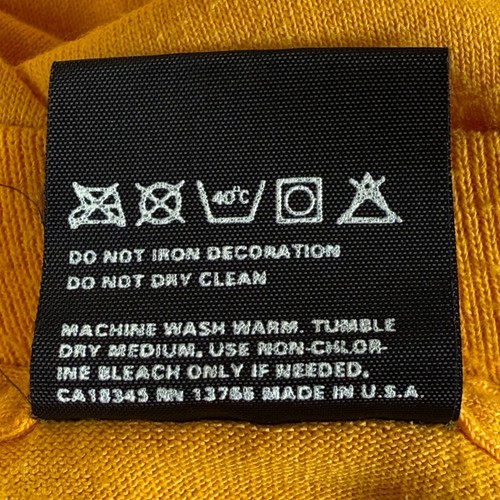 40°C
DO NOT IRON DECORATION
DO NOT DRY CLEAN
MACHINE WASH WARM. TUMBLE
DRY MEDIUM. USE NON-CHLOR-
INE BLEACH ONLY IF NEEDED.
CA18345 RN 13766 MADE IN U.S.A.